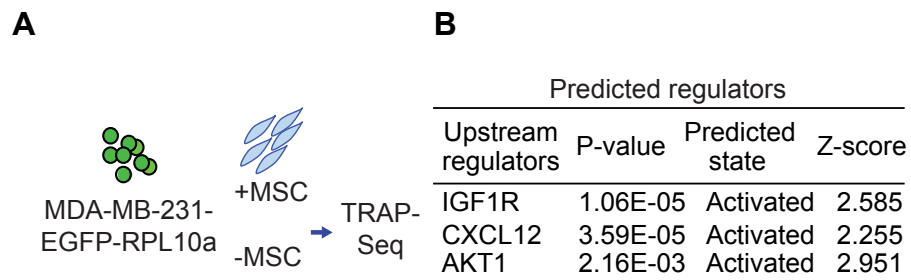 A
B
MDA-MB-231-
EGFP-RPL10a
+MSC
-MSC
TRAP-
Seq
Predicted regulators
Upstream regulators P-value Predicted state Z-score
IGF1R 1.06E-05 Activated 2.585
CXCL12 3.59E-05 Activated 2.255
AKT1 2.16E-03 Activated 2.951